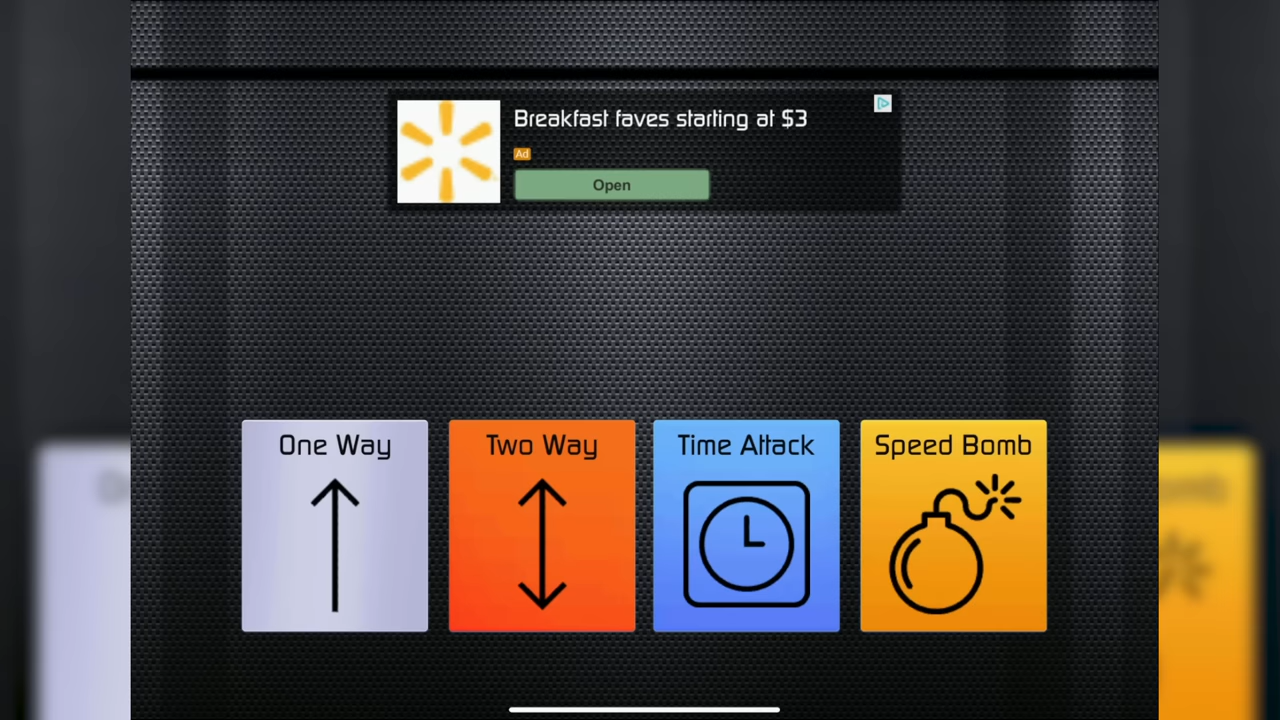 Breakfast faves starting at $3
Ad
Open
One Way
Two Way
Time Attack
Speed Bomb